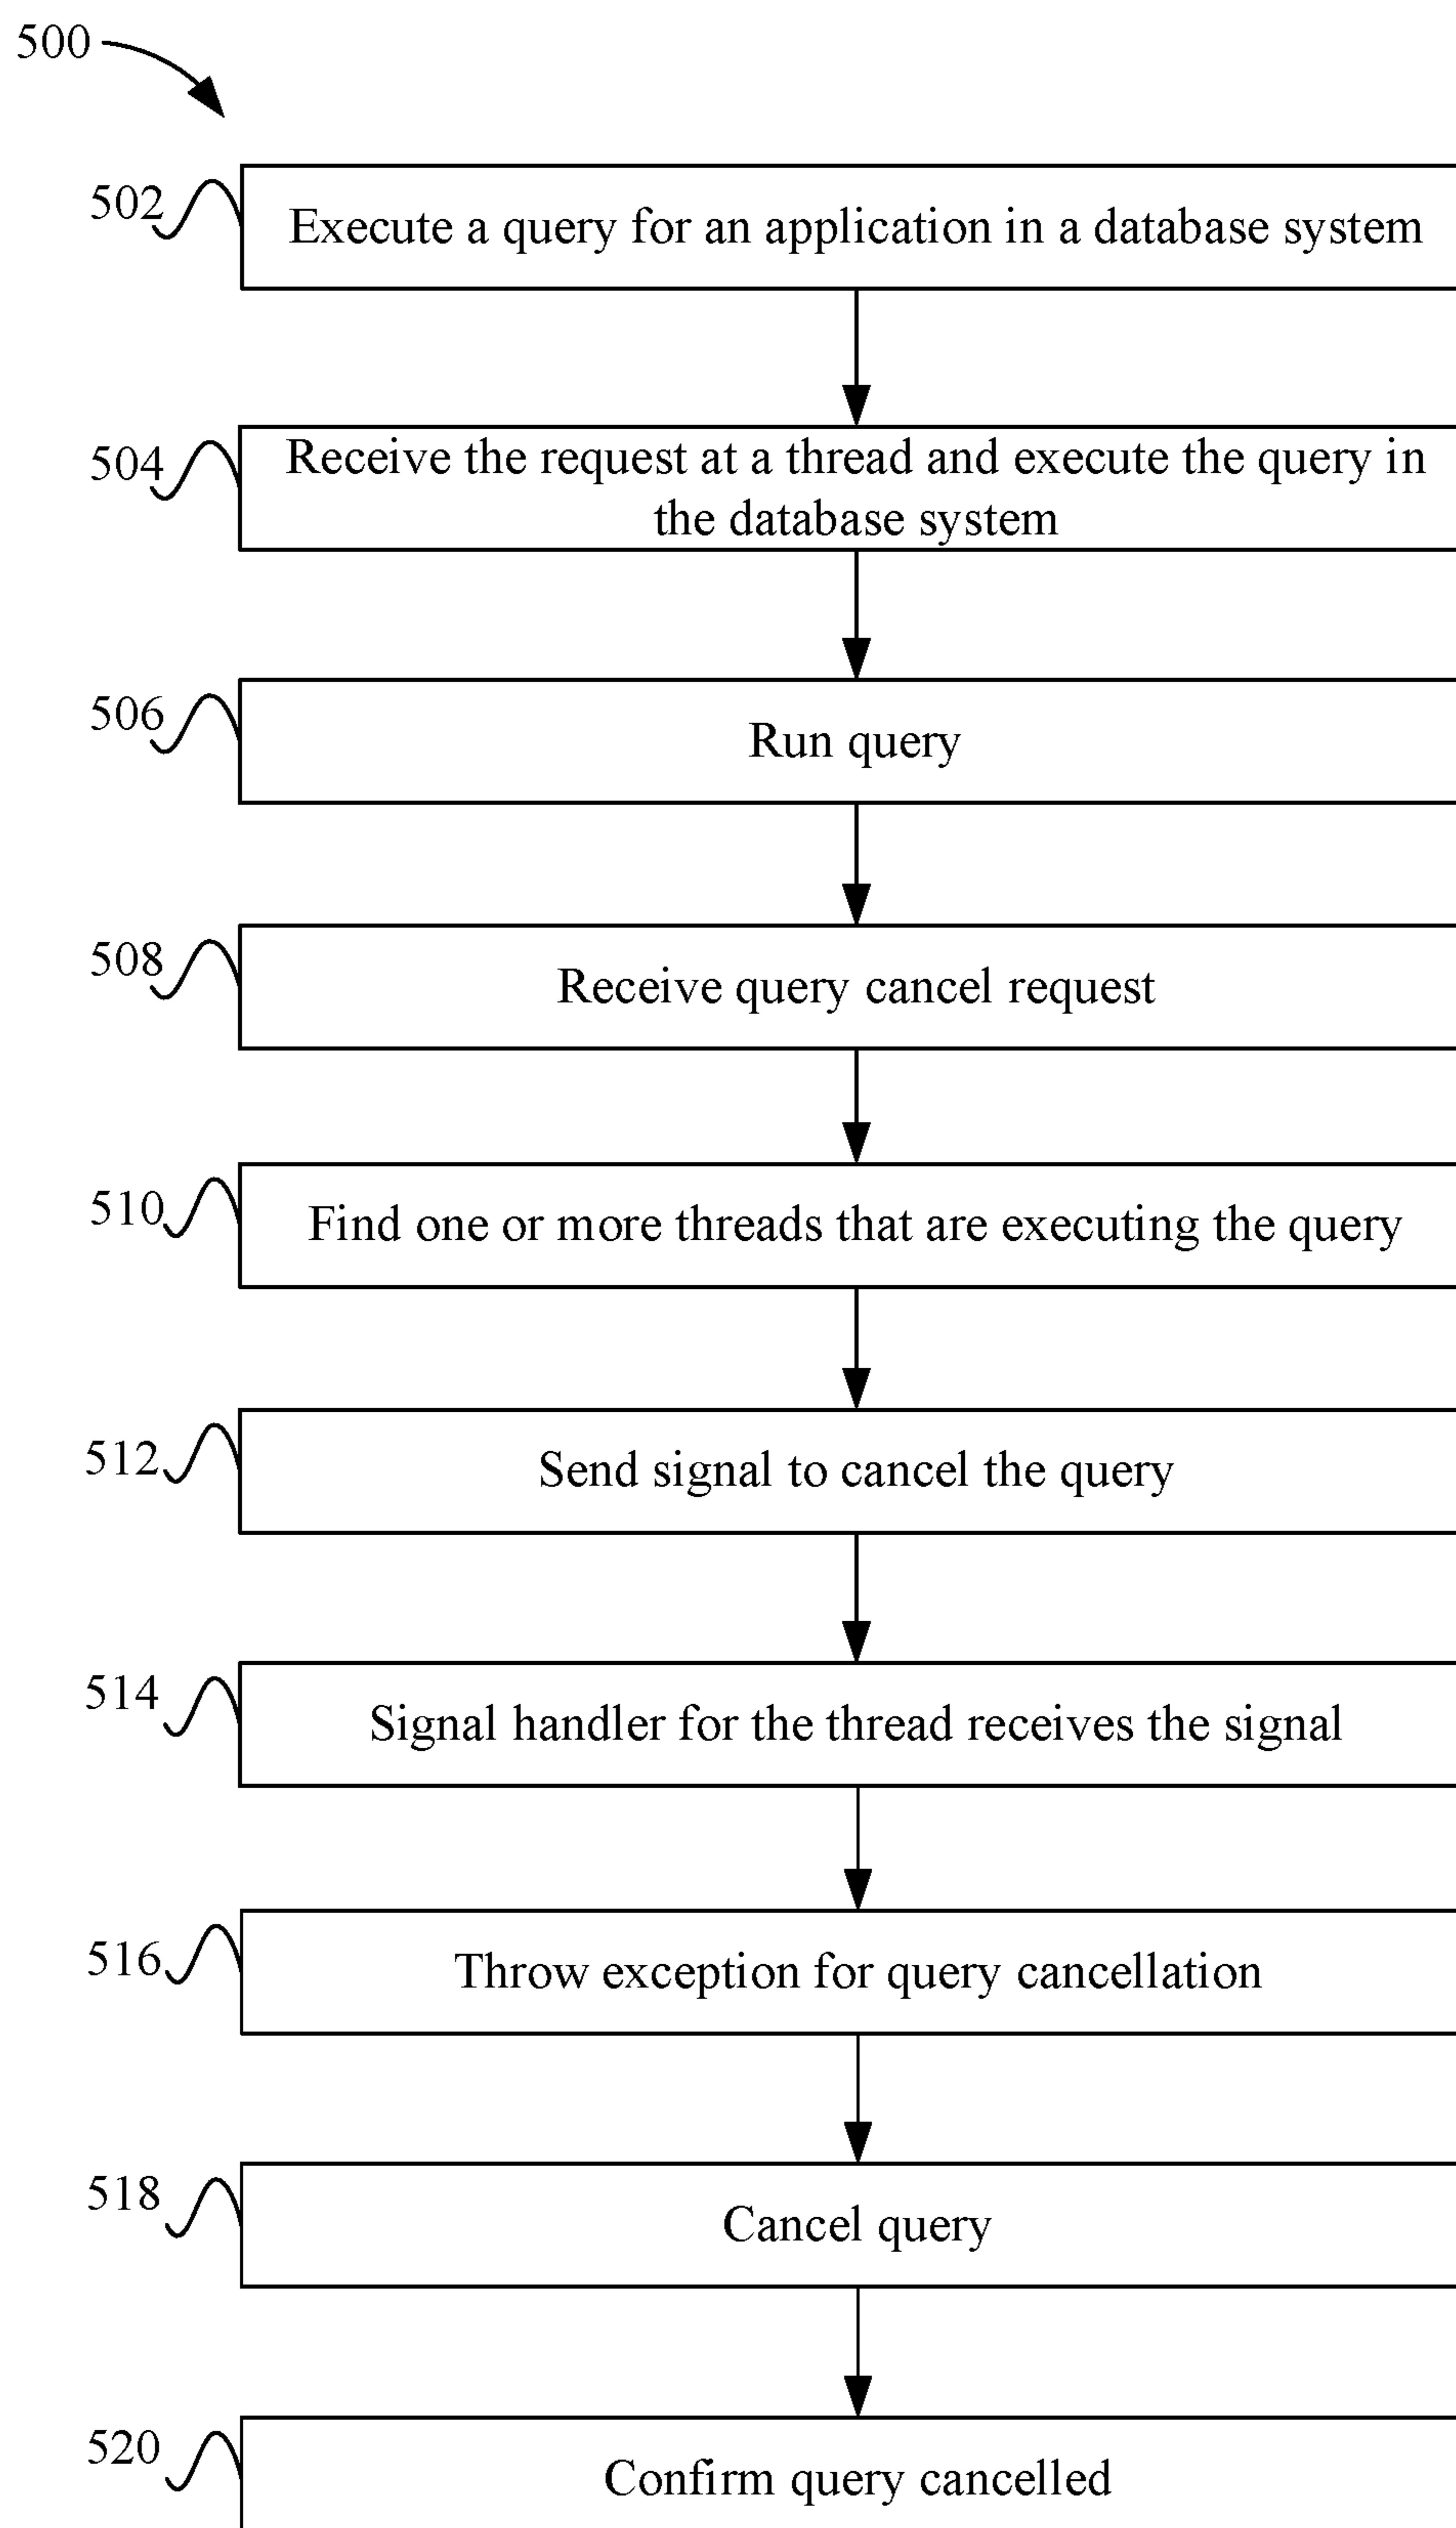 500
502
Execute a query for an application in a database system
504
Receive the request at a thread and execute the query in
the database system
506
Run query
508
Receive query cancel request
510
Find one or more threads that are executing the query
512
Send signal to cancel the query
514
Signal handler for the thread receives the signal
516
Throw exception for query cancellation
518
Cancel query
520
Confirm query cancelled